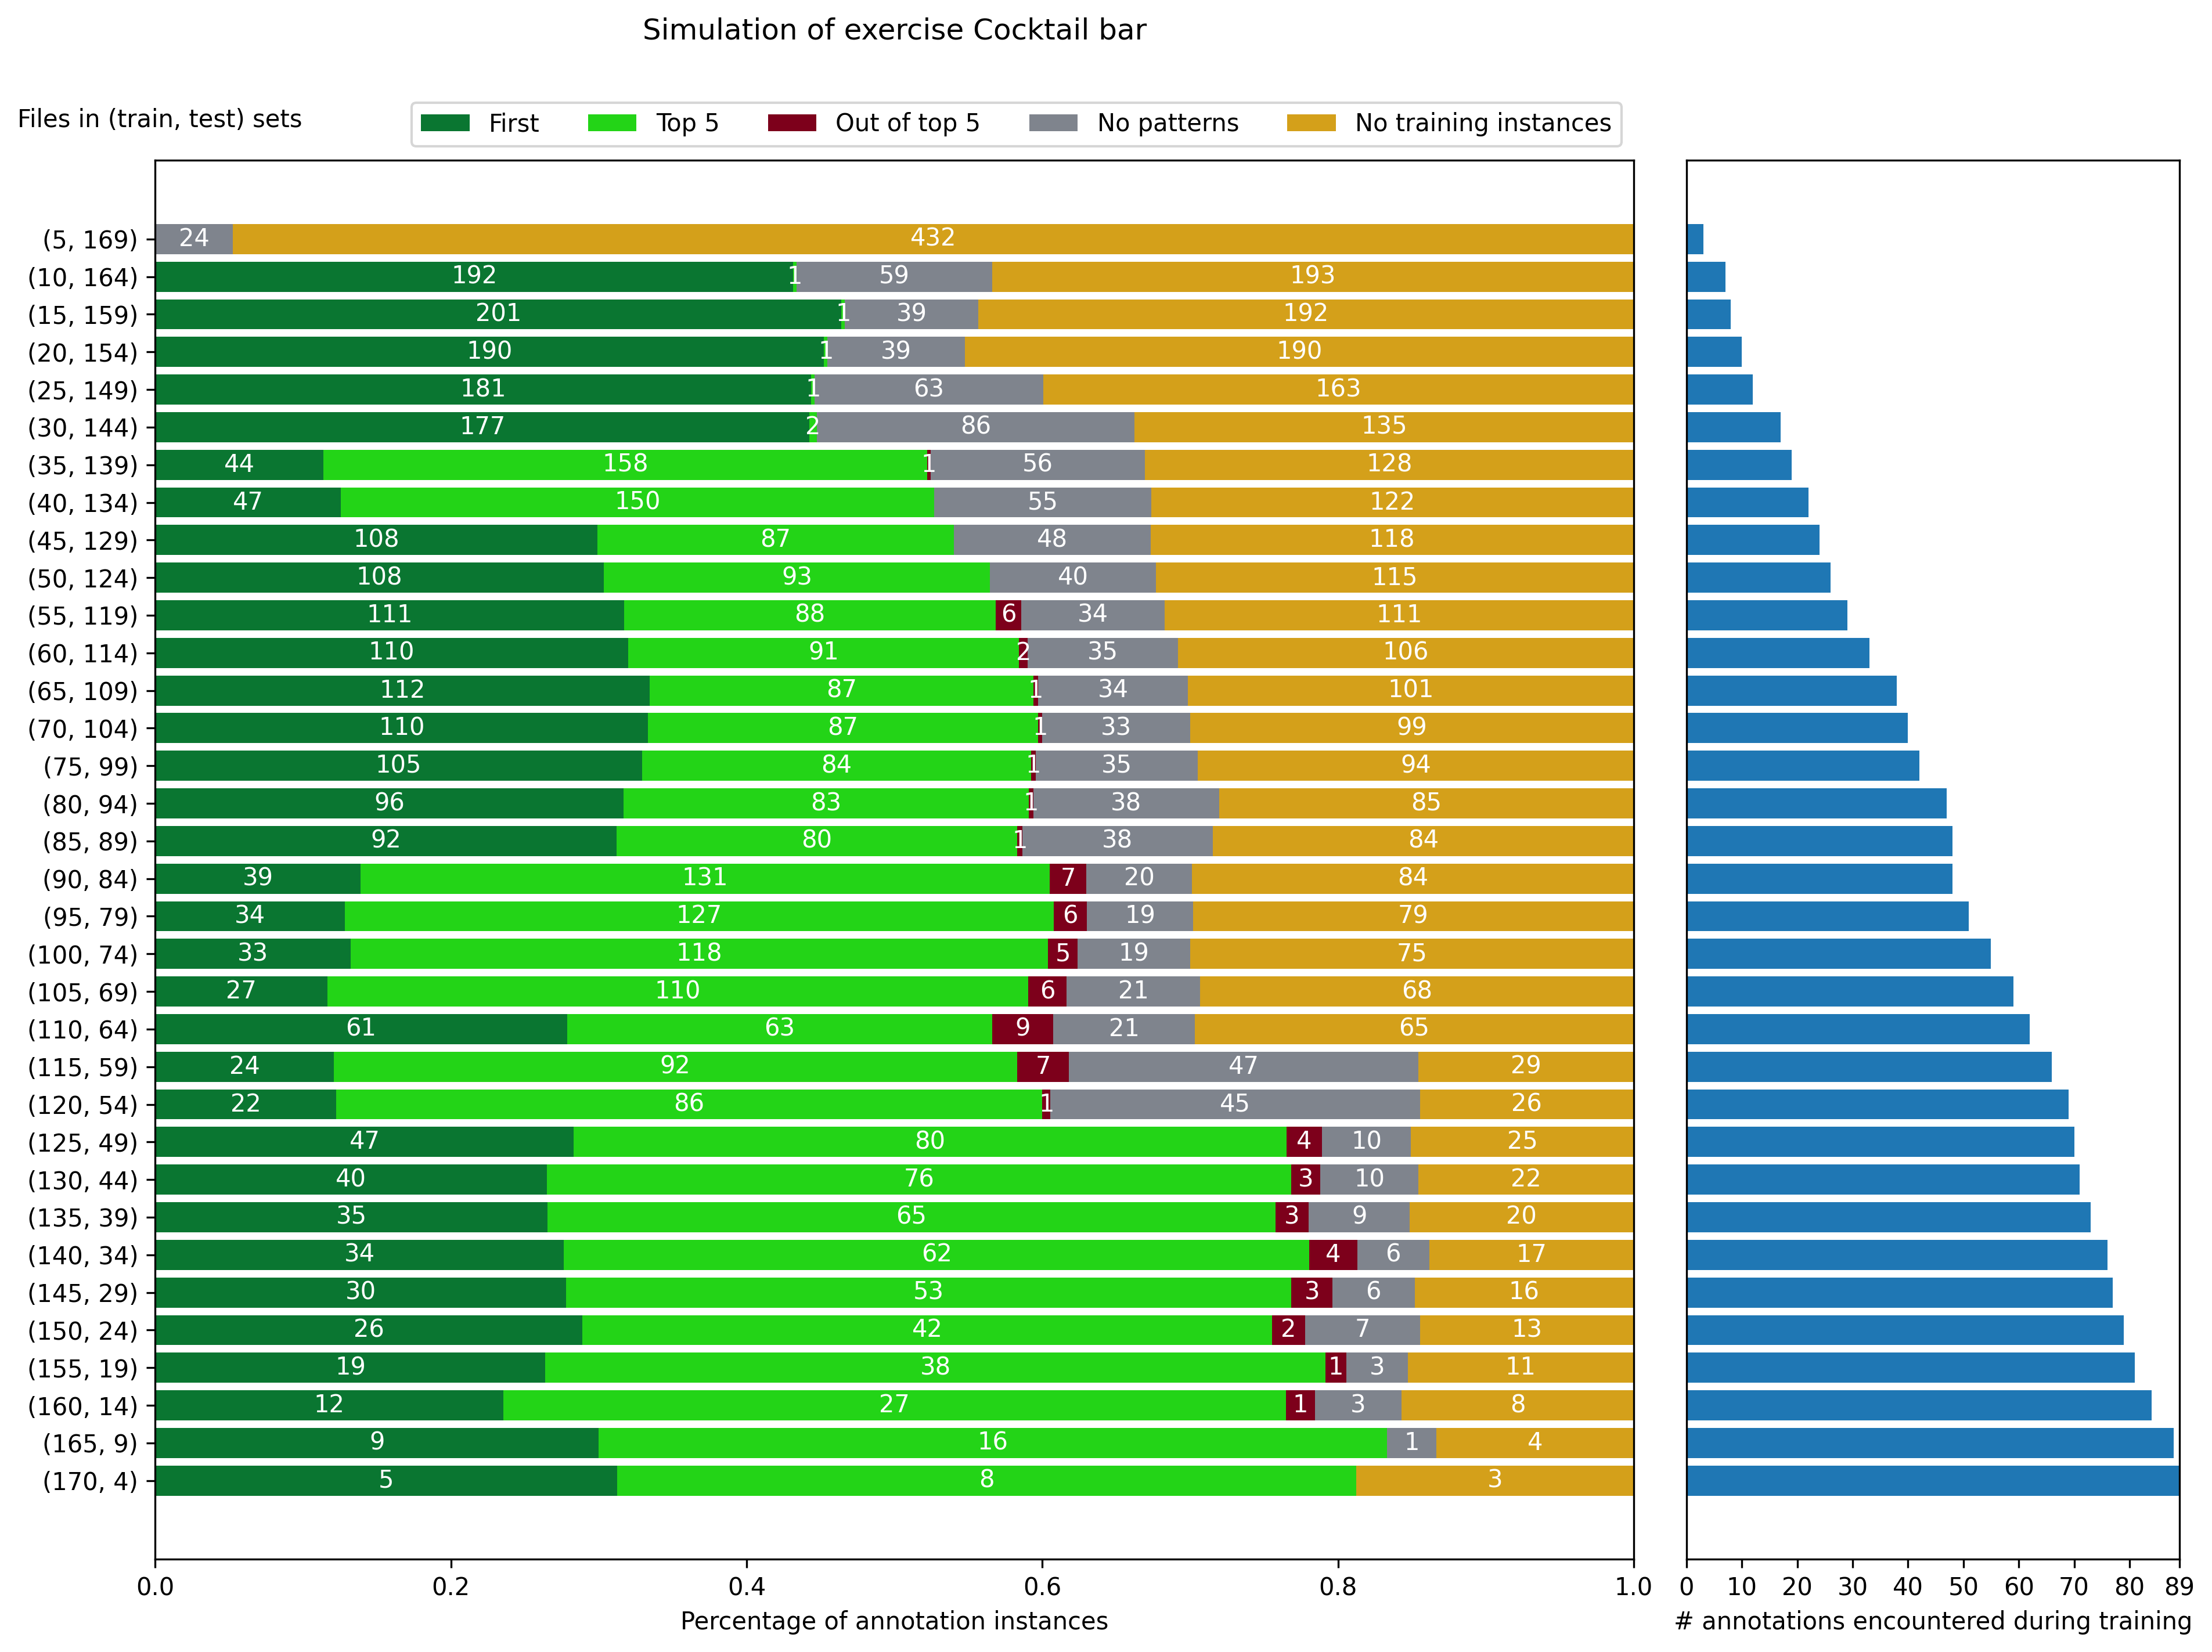 Simulation of exercise Cocktail bar
Files in (train, test) sets
First Top 5 Out of top 5 No patterns No training instances
(5, 169) 24 432
(10, 164) 192 1 59 193
(15, 159) 201 1 39 192
(20, 154) 190 1 39 190
(25, 149) 181 1 63 163
(30, 144) 177 2 86 135
(35, 139) 44 158 1 56 128
(40, 134) 47 150 55 122
(45, 129) 108 87 48 118
(50, 124) 108 93 40 115
(55, 119) 111 88 6 34 111
(60, 114) 110 91 2 35 106
(65, 109) 112 87 1 34 101
(70, 104) 110 87 1 33 99
(75, 99) 105 84 1 35 94
(80, 94) 96 83 1 38 85
(85, 89) 92 80 1 38 84
(90, 84) 39 131 7 20 84
(95, 79) 34 127 6 19 79
(100, 74) 33 118 5 19 75
(105, 69) 27 110 6 21 68
(110, 64) 61 63 9 21 65
(115, 59) 24 92 7 47 29
(120, 54) 22 86 1 45 26
(125, 49) 47 80 4 10 25
(130, 44) 40 76 3 10 22
(135, 39) 35 65 3 9 20
(140, 34) 34 62 4 6 17
(145, 29) 30 53 3 6 16
(150, 24) 26 42 2 7 13
(155, 19) 19 38 1 3 11
(160, 14) 12 27 1 3 8
(165, 9) 9 16 1 4
(170, 4) 5 8 3
0.0 0.2 0.4 0.6 0.8 1.0
Percentage of annotation instances
0 10 20 30 40 50 60 70 80 89
# annotations encountered during training